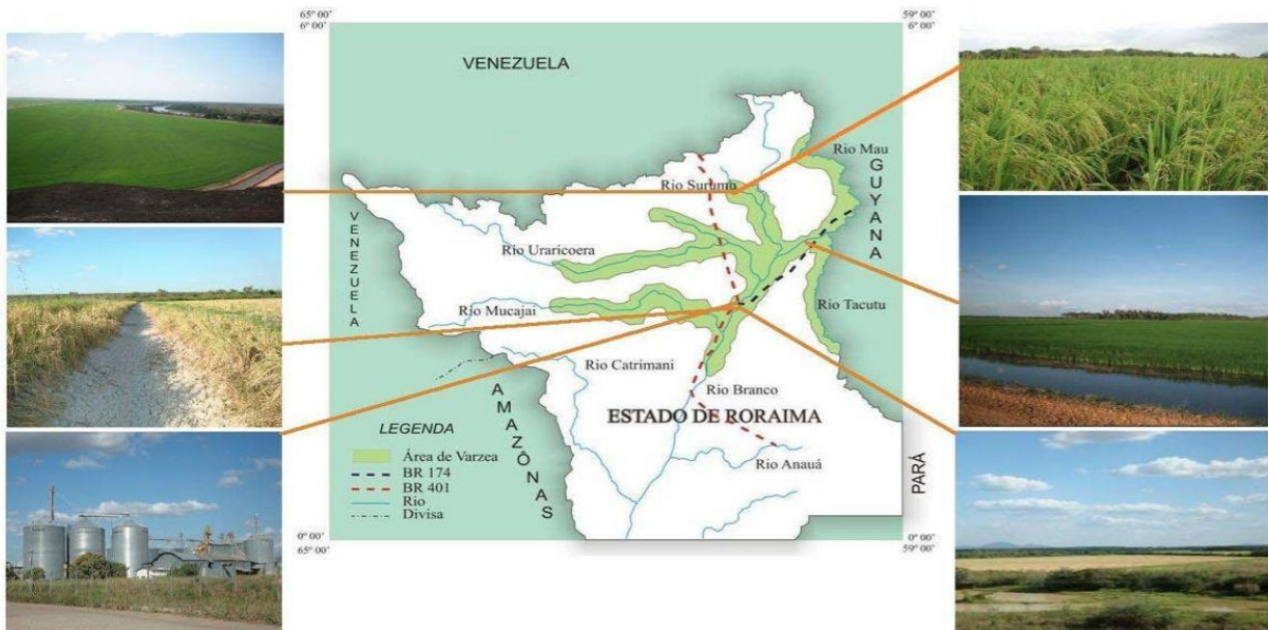 65° 00'
6° 00'
59° 00'
6° 00'
VENEZUELA
Rio Mau
GUYANA
Rio Surumu
VENEZUELA
Rio Uraricoera
Rio Tacutu
Rio Mucajai
Rio Catrimani
Rio Branco
AMAZÔNAS
ESTADO DE RORAIMA
LEGENDA
Área de Varzea
BR 174
BR 401
Rio
Divisa
Rio Anauá
PARÁ
0° 00'
65° 00'
0° 00'
59° 00'